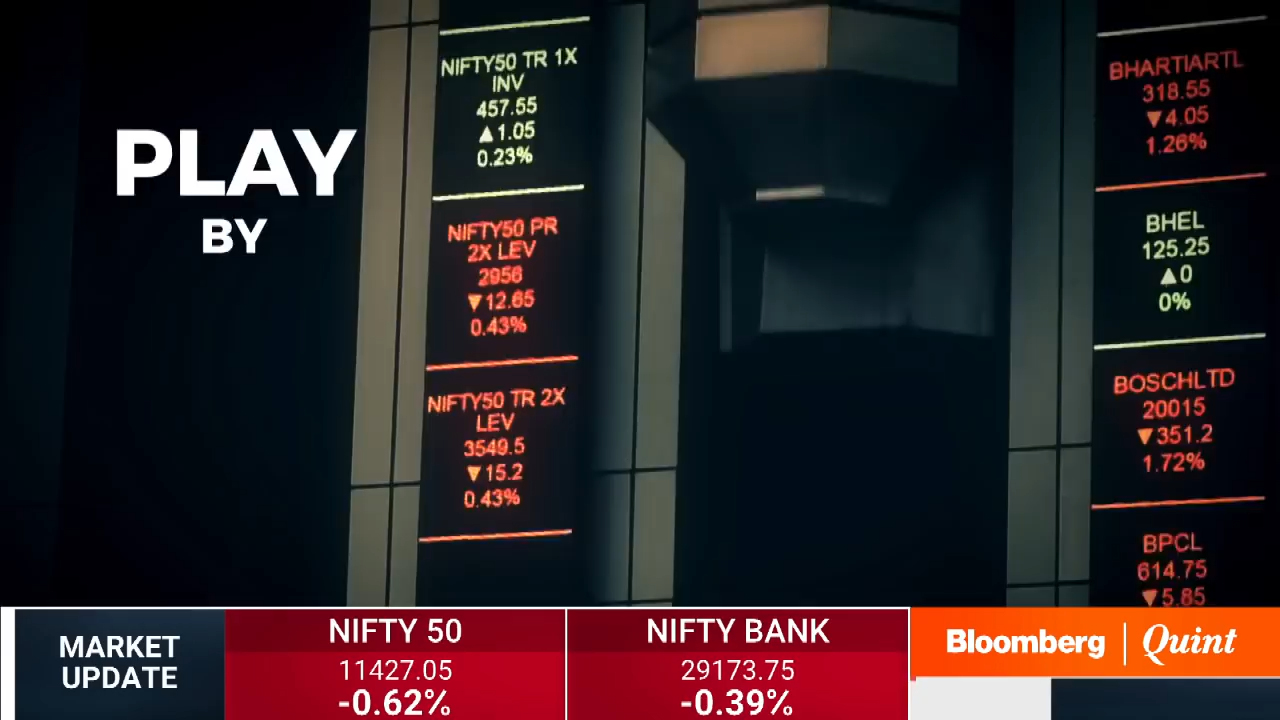 PLAY
BY
NIFTY50 TR 1X
INV
457.55
▲1.05
0.23%
NIFTY50 PR
2X LEV
2956
▼12.65
0.43%
NIFTY50 TR 2X
LEV
3549.5
▼15.2
0.43%
BHARTIARTL
318.55
▼4.05
1.26%
BHEL
125.25
▲0
0%
BOSCHLTD
20015
▼351.2
1.72%
BPCL
614.75
▼5.85
MARKET
UPDATE
NIFTY 50
11427.05
-0.62%
NIFTY BANK
29173.75
-0.39%
Bloomberg | Quint